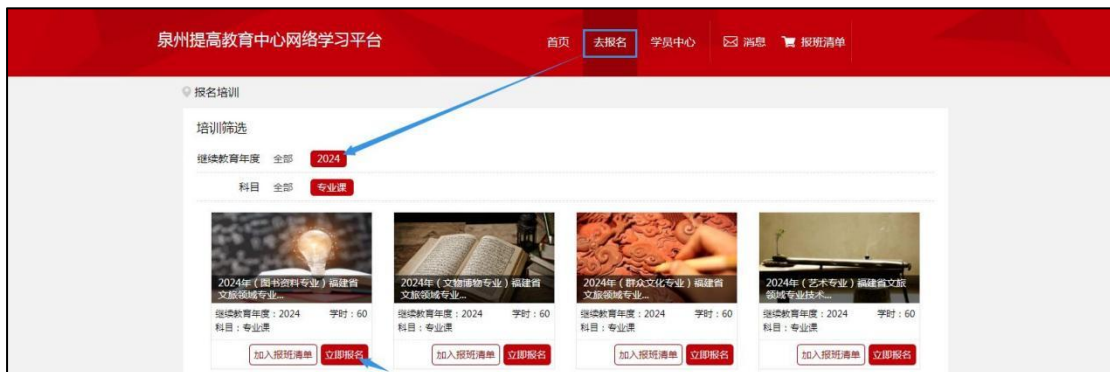 泉州提高教育中心网络学习平台 首页 去报名 学员中心 消息 报班清单
报名培训
培训筛选
继续教育年度 全部 2024
科目 全部 专业课
2024年（图书资料专业）福建省
文旅领域专业...
继续教育年度：2024 学时：60
科目：专业课
加入报班清单 立即报名
2024年（文物博物专业）福建省
文旅领域专业...
继续教育年度：2024 学时：60
科目：专业课
加入报班清单 立即报名
2024年（群众文化专业）福建省
文旅领域专业...
继续教育年度：2024 学时：60
科目：专业课
加入报班清单 立即报名
2024年（艺术专业）福建省文旅
领域专业技术...
继续教育年度：2024 学时：60
科目：专业课
加入报班清单 立即报名